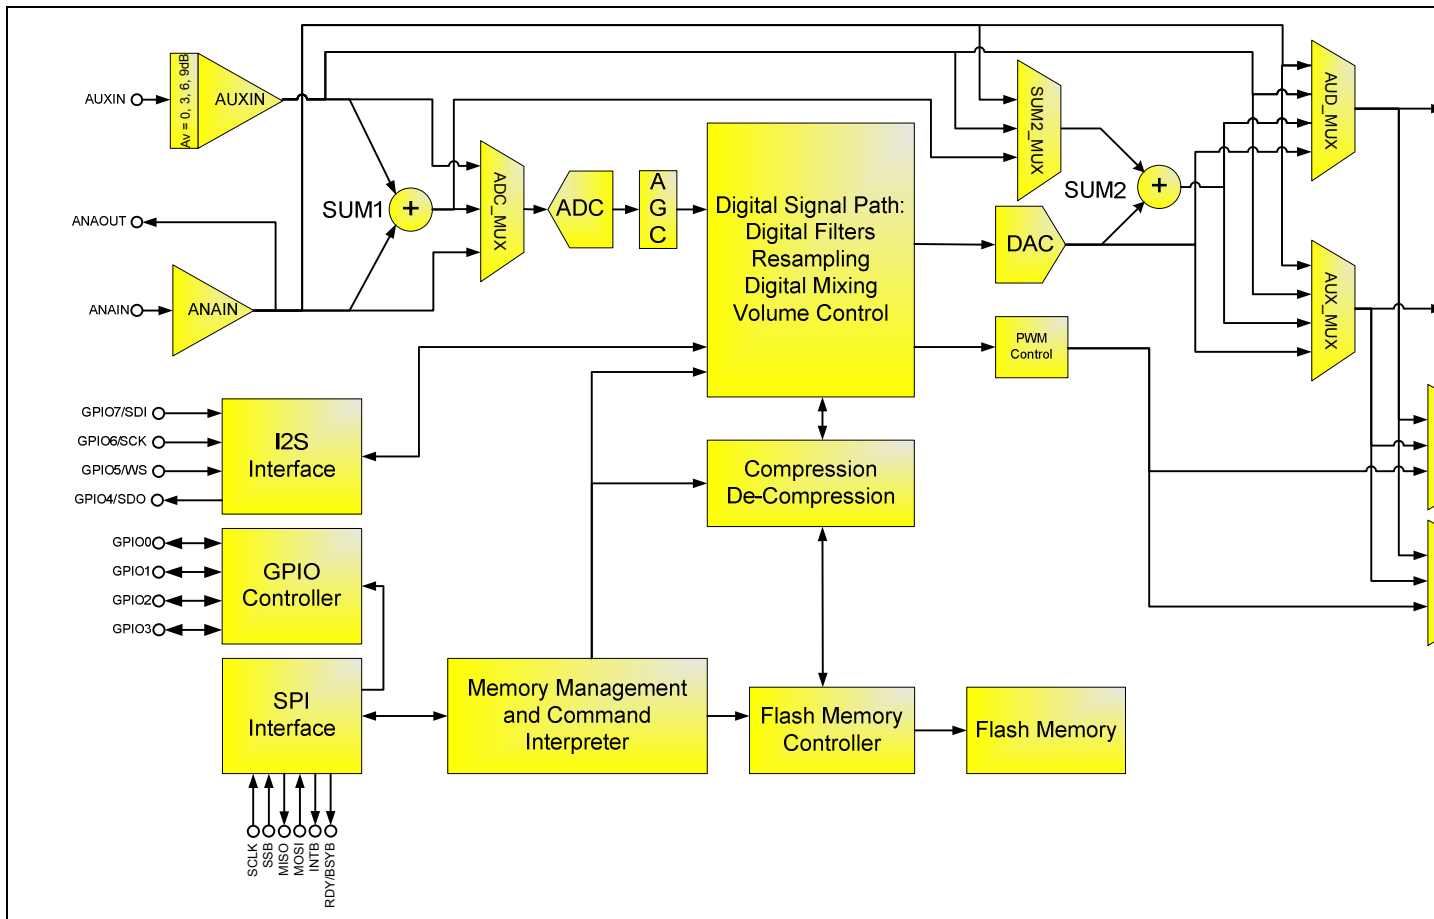 Av = 0, 3, 6, 9dB
AUXIN
AUXIN
ANAOUT
ANAIN
ANAIN
SUM1
+
ADC_MUX
ADC
A
G
C
Digital Signal Path:
Digital Filters
Resampling
Digital Mixing
Volume Control
SUM2_MUX
SUM2
+
DAC
PWM
Control
AUD_MUX
AUX_MUX
GPIO7/SDI
GPIO6/SCK
GPIO5/WS
GPIO4/SDO
I2S
Interface
Compression
De-Compression
GPIO0
GPIO1
GPIO2
GPIO3
GPIO
Controller
SPI
Interface
Memory Management
and Command
Interpreter
Flash Memory
Controller
Flash Memory
SCLK
SSB
MISO
MOSI
INTB
RDY/BSYB